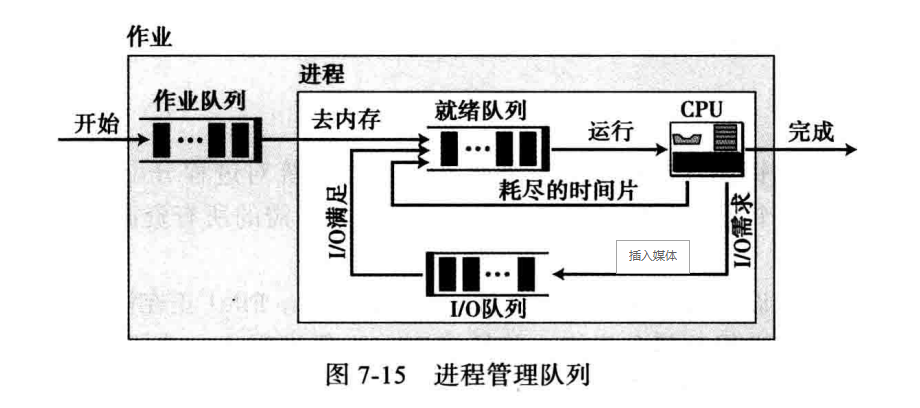 作业
进程
开始
作业队列
去内存
就绪队列
运行
CPU
完成
耗尽的时间片
I/O满足
I/O需求
插入媒体
I/O队列
图 7-15 进程管理队列